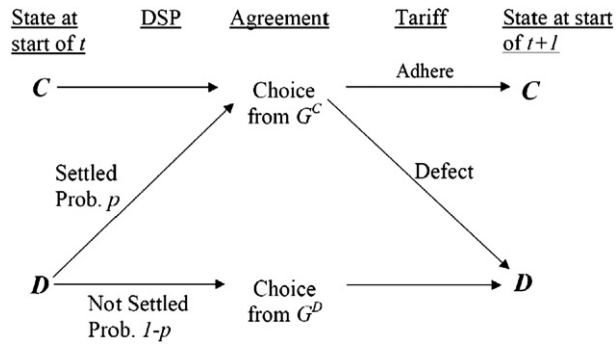 State at start of t
DSP
Agreement
Tariff
State at start of t+1
C
Choice from G^C
Adhere
C
Settled Prob. p
Defect
D
Not Settled Prob. 1-p
Choice from G^D
D